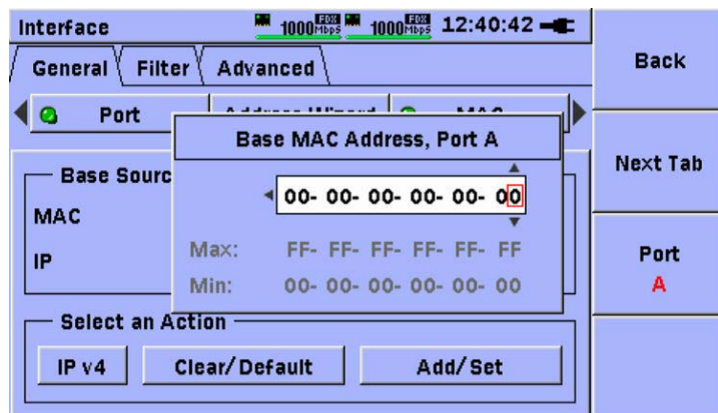 Interface 1000 FDX Mbps 1000 FDX Mbps 12:40:42
Back
General Filter Advanced
Port
Base MAC Address, Port A
Next Tab
Base Sourc
00- 00- 00- 00- 00- 00
MAC
Max: FF- FF- FF- FF- FF- FF
IP
Port
A
Min: 00- 00- 00- 00- 00- 00
Select an Action
IP v4 Clear/Default Add/Set